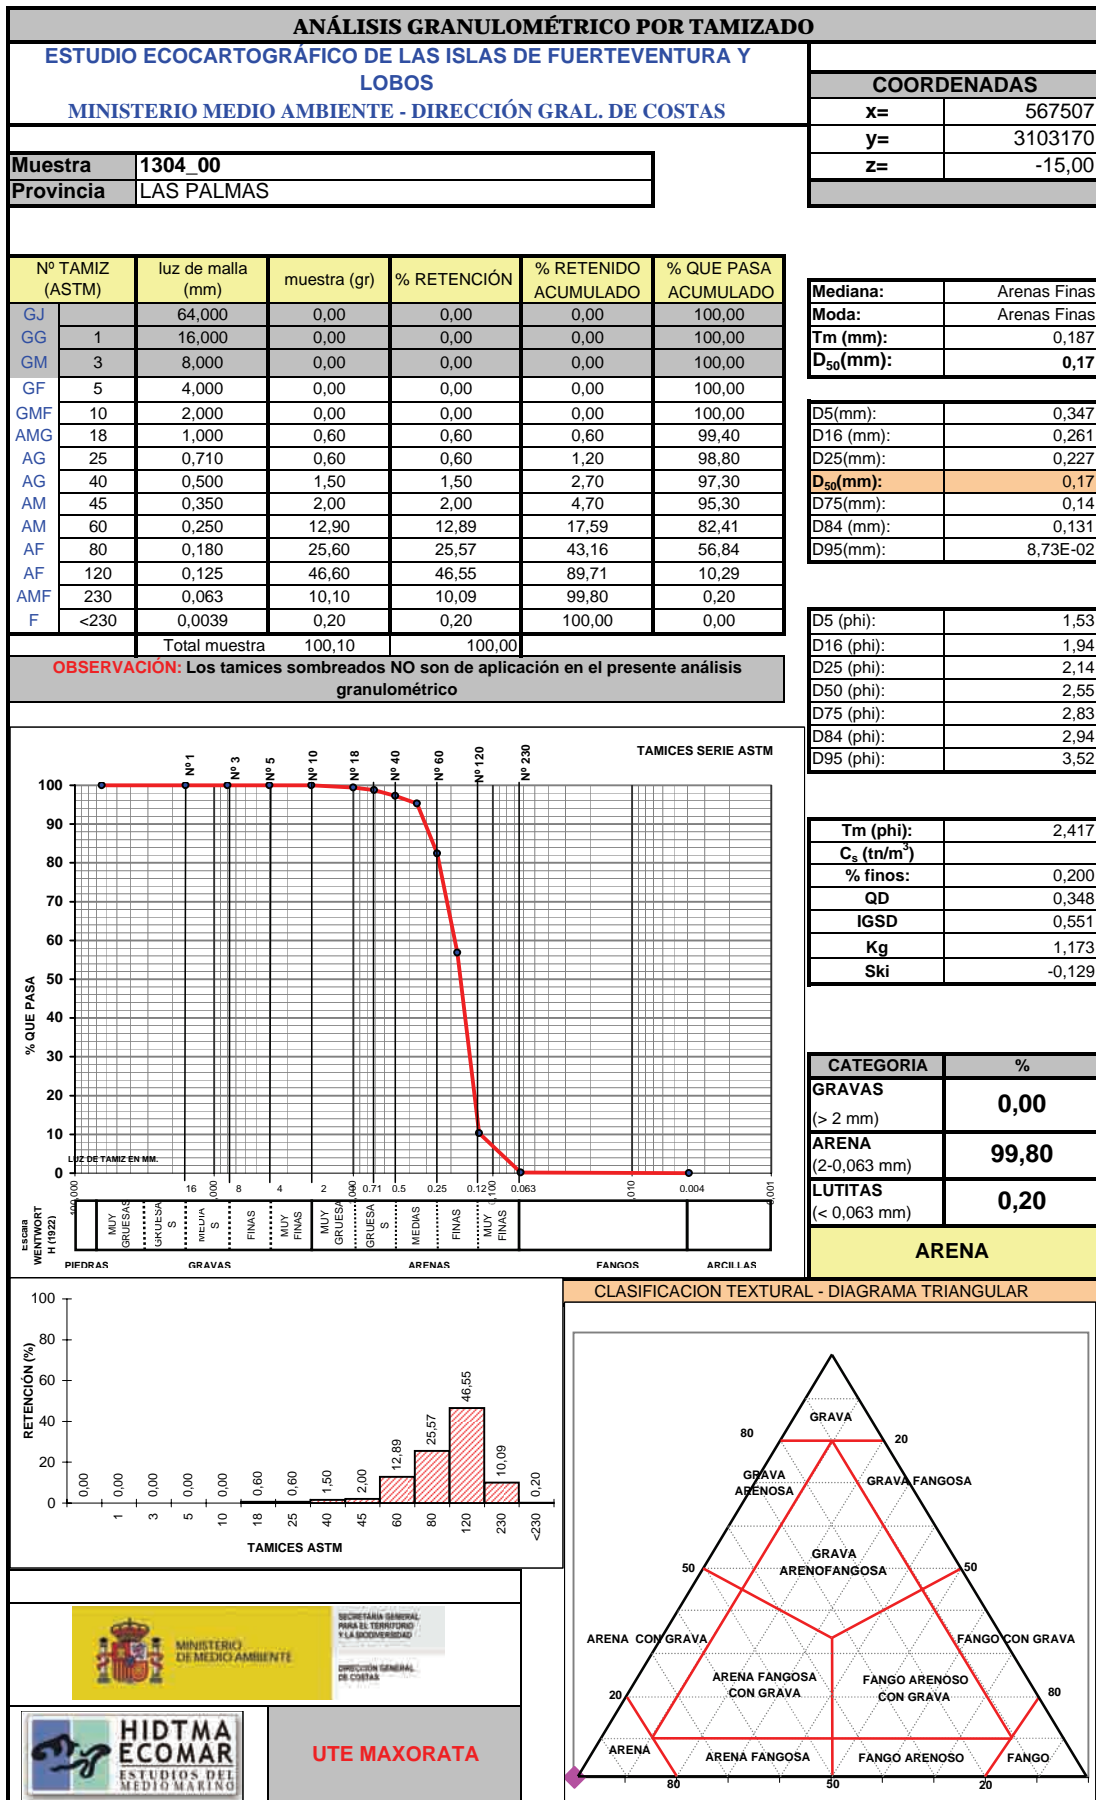 ANÁLISIS GRANULOMÉTRICO POR TAMIZADO
ESTUDIO ECOCARTOGRÁFICO DE LAS ISLAS DE FUERTEVENTURA Y
LOBOS
MINISTERIO MEDIO AMBIENTE - DIRECCIÓN GRAL. DE COSTAS
COORDENADAS
x= 567507
y= 3103170
z= -15,00
Muestra 1304_00
Provincia LAS PALMAS
Nº TAMIZ (ASTM) luz de malla (mm) muestra (gr) % RETENCIÓN % RETENIDO ACUMULADO % QUE PASA ACUMULADO
GJ 64,000 0,00 0,00 0,00 100,00
GG 1 16,000 0,00 0,00 0,00 100,00
GM 3 8,000 0,00 0,00 0,00 100,00
GF 5 4,000 0,00 0,00 0,00 100,00
GMF 10 2,000 0,00 0,00 0,00 100,00
AMG 18 1,000 0,60 0,60 0,60 99,40
AG 25 0,710 0,60 0,60 1,20 98,80
AG 40 0,500 1,50 1,50 2,70 97,30
AM 45 0,350 2,00 2,00 4,70 95,30
AM 60 0,250 12,90 12,89 17,59 82,41
AF 80 0,180 25,60 25,57 43,16 56,84
AF 120 0,125 46,60 46,55 89,71 10,29
AMF 230 0,063 10,10 10,09 99,80 0,20
F <230 0,0039 0,20 0,20 100,00 0,00
Total muestra 100,10 100,00
OBSERVACIÓN: Los tamices sombreados NO son de aplicación en el presente análisis
granulométrico
Mediana: Arenas Finas
Moda: Arenas Finas
Tm (mm): 0,187
D50(mm): 0,17
D5(mm): 0,347
D16 (mm): 0,261
D25(mm): 0,227
D50(mm): 0,17
D75(mm): 0,14
D84 (mm): 0,131
D95(mm): 8,73E-02
D5 (phi): 1,53
D16 (phi): 1,94
D25 (phi): 2,14
D50 (phi): 2,55
D75 (phi): 2,83
D84 (phi): 2,94
D95 (phi): 3,52
Tm (phi): 2,417
Cs (tn/m3)
% finos: 0,200
QD 0,348
IGSD 0,551
Kg 1,173
Ski -0,129
CATEGORIA %
GRAVAS
(> 2 mm) 0,00
ARENA
(2-0,063 mm) 99,80
LUTITAS
(< 0,063 mm) 0,20
ARENA
TAMICES SERIE ASTM
Nº 1 Nº 3 Nº 5 Nº 10 Nº 18 Nº 40 Nº 60 Nº 120 Nº 230
% QUE PASA
100
90
80
70
60
50
40
30
20
10
0
LUZ DE TAMIZ EN MM.
16 8 4 2 1 0.71 0.5 0.25 0.12 0.063 0.004
0,001
Escala
WENTWORT
H (1922)
MUY GRUESAS
GRUESA S
MEDIA S
FINAS
MUY FINAS
MUY GRUESA
GRUESA S
MEDIAS
FINAS
MUY FINAS
PIEDRAS GRAVAS ARENAS FANGOS ARCILLAS
RETENCIÓN (%)
100
80
60
40
20
0
0,00 0,00 0,00 0,00 0,00 0,60 0,60 1,50 2,00 12,89 25,57 46,55 10,09 0,20
1 3 5 10 18 25 40 45 60 80 120 230 <230
TAMICES ASTM
CLASIFICACION TEXTURAL - DIAGRAMA TRIANGULAR
GRAVA
80 20
GRAVA
ARENOSA
GRAVA FANGOSA
GRAVA
ARENOFANGOSA
50 50
ARENA CON GRAVA
FANGO CON GRAVA
ARENA FANGOSA
CON GRAVA
FANGO ARENOSO
CON GRAVA
20 80
ARENA
ARENA FANGOSA
FANGO ARENOSO
FANGO
80 50 20
MINISTERIO
DE MEDIO AMBIENTE
SECRETARÍA GENERAL
PARA EL TERRITORIO
Y LA BIODIVERSIDAD
DIRECCIÓN GENERAL
DE COSTAS
HIDTMA
ECOMAR
ESTUDIOS DEL
MEDIO MARINO
UTE MAXORATA